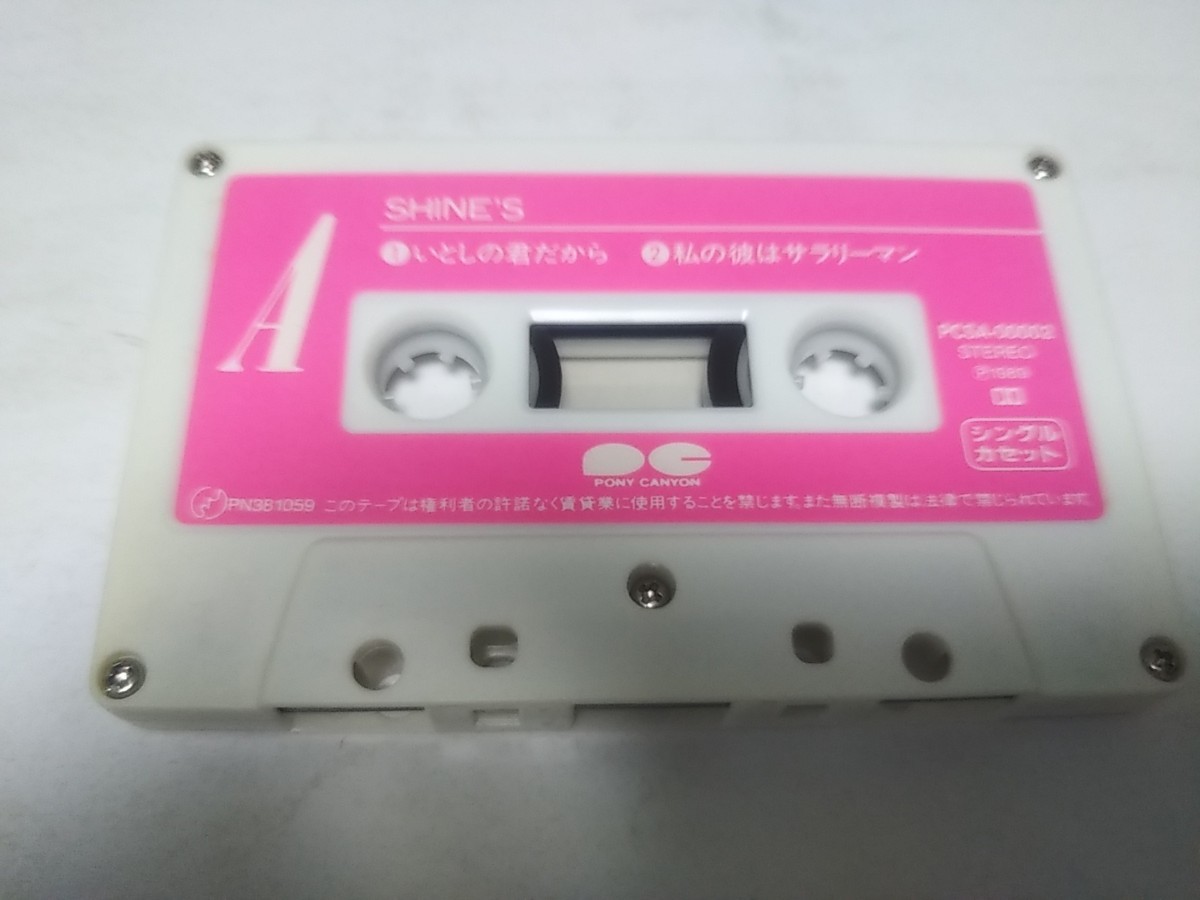 A
SHINE'S
❶いとしの君だから ❷私の彼はサラリーマン
STEREO
シングル
カセット
PONY CANYON
PN381059 このテープは権利者の許諾なく賃貸業に使用することを禁じます。また無断複製は法律で禁じられています。